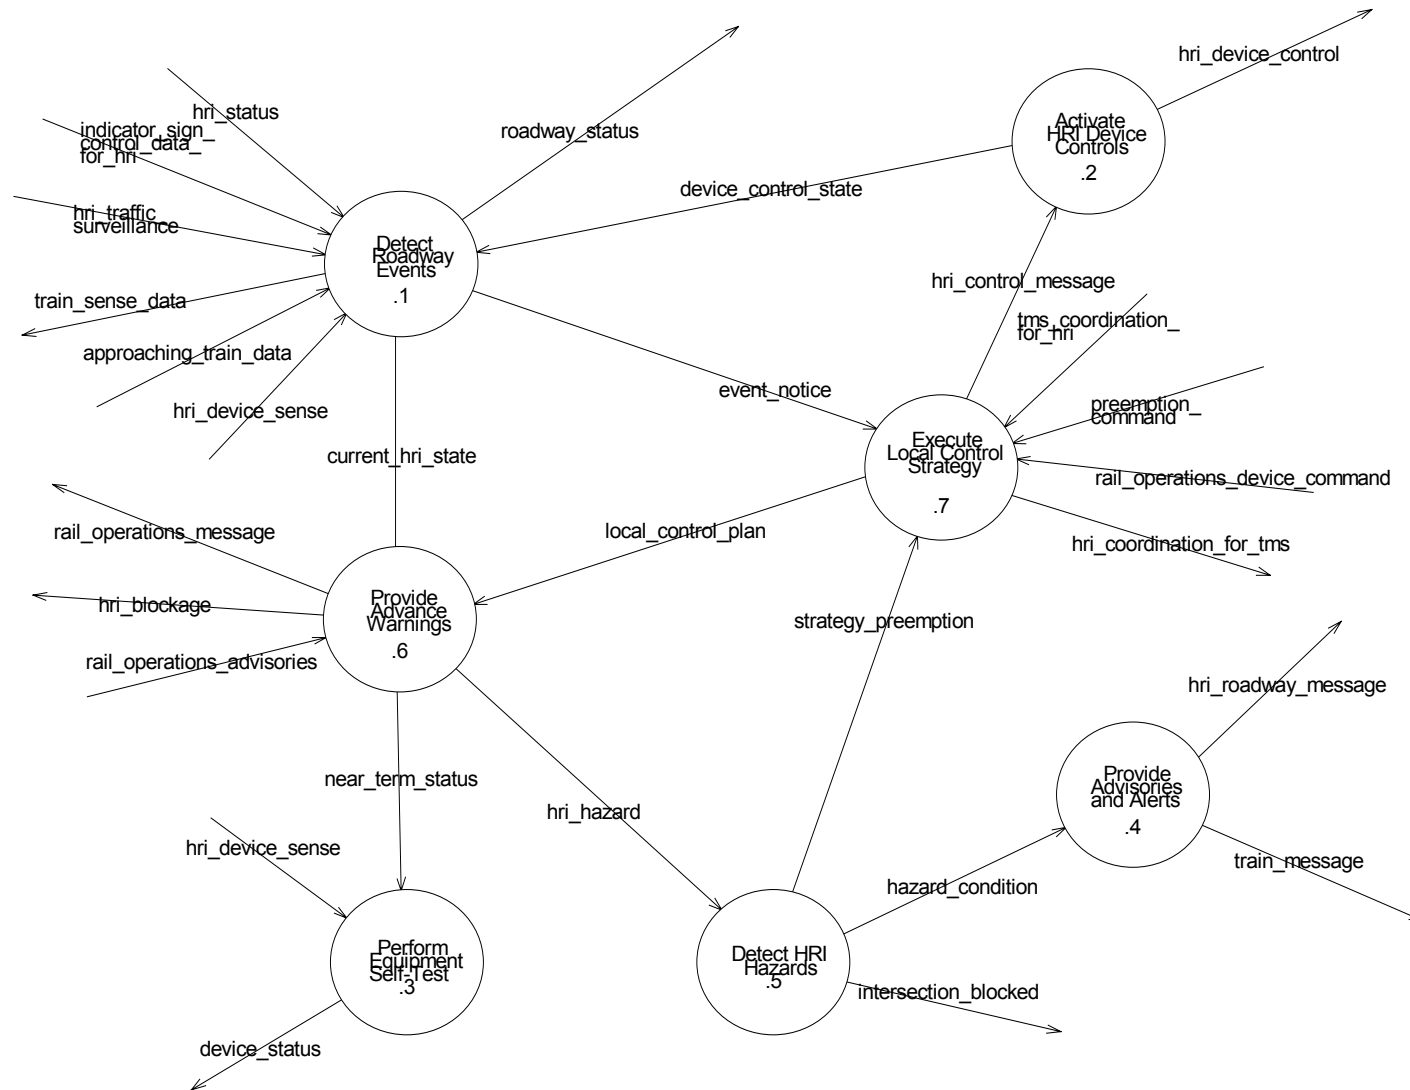 hri_device_control
hri_status
indicator_sign_
control_data_
for_hri
roadway_status
Activate
HRI Device
Controls
.2
device_control_state
hri_traffic
surveillance
Detect
Roadway
Events
.1
train_sense_data
hri_control_message
tms_coordination_
for_hri
approaching_train_data
hri_device_sense
event_notice
preemption_
command
current_hri_state
Execute
Local Control
Strategy
.7
rail_operations_device_command
rail_operations_message
local_control_plan
hri_coordination_for_tms
hri_blockage
Provide
Advance
Warnings
.6
strategy_preemption
rail_operations_advisories
hri_roadway_message
near_term_status
hri_hazard
Provide
Advisories
and Alerts
.4
hri_device_sense
hazard_condition
train_message
Perform
Equipment
Self-Test
.3
Detect HRI
Hazards
.5
intersection_blocked
device_status